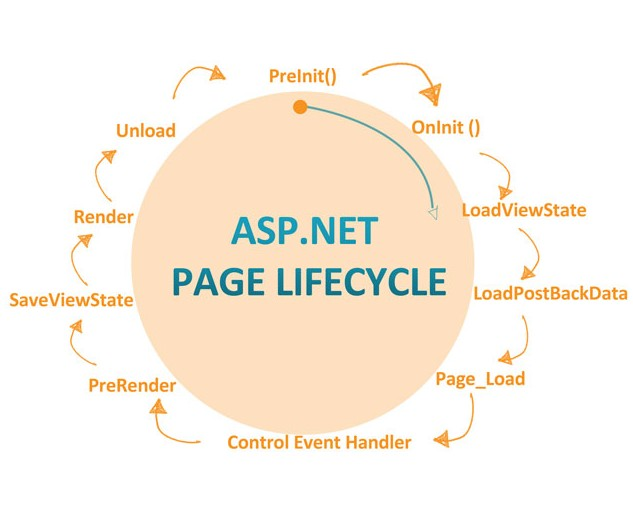 PreInit()
OnInit ()
LoadViewState
LoadPostBackData
Page_Load
Control Event Handler
PreRender
SaveViewState
Render
Unload
ASP.NET
PAGE LIFECYCLE